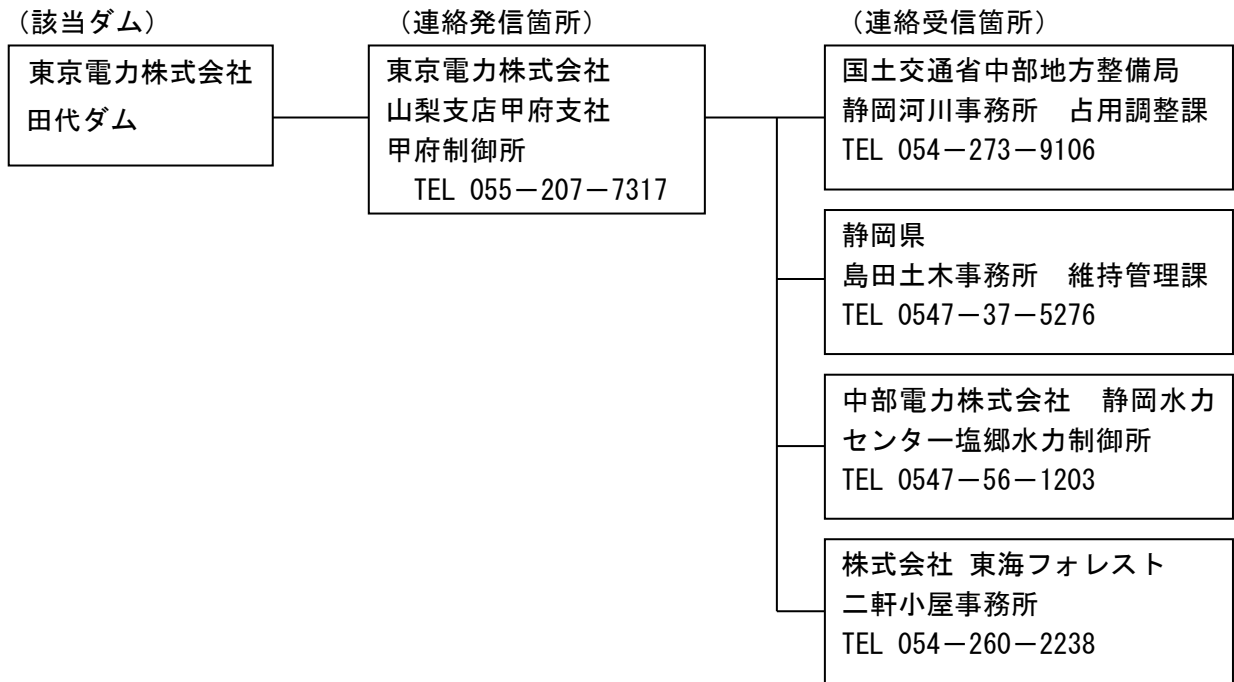 （該当ダム）
東京電力株式会社
田代ダム
（連絡発信箇所）
東京電力株式会社
山梨支店甲府支社
甲府制御所
TEL 055－207－7317
（連絡受信箇所）
国土交通省中部地方整備局
静岡河川事務所　占用調整課
TEL 054－273－9106
静岡県
島田土木事務所　維持管理課
TEL 0547－37－5276
中部電力株式会社　静岡水力
センター塩郷水力制御所
TEL 0547－56－1203
株式会社 東海フォレスト
二軒小屋事務所
TEL 054－260－2238